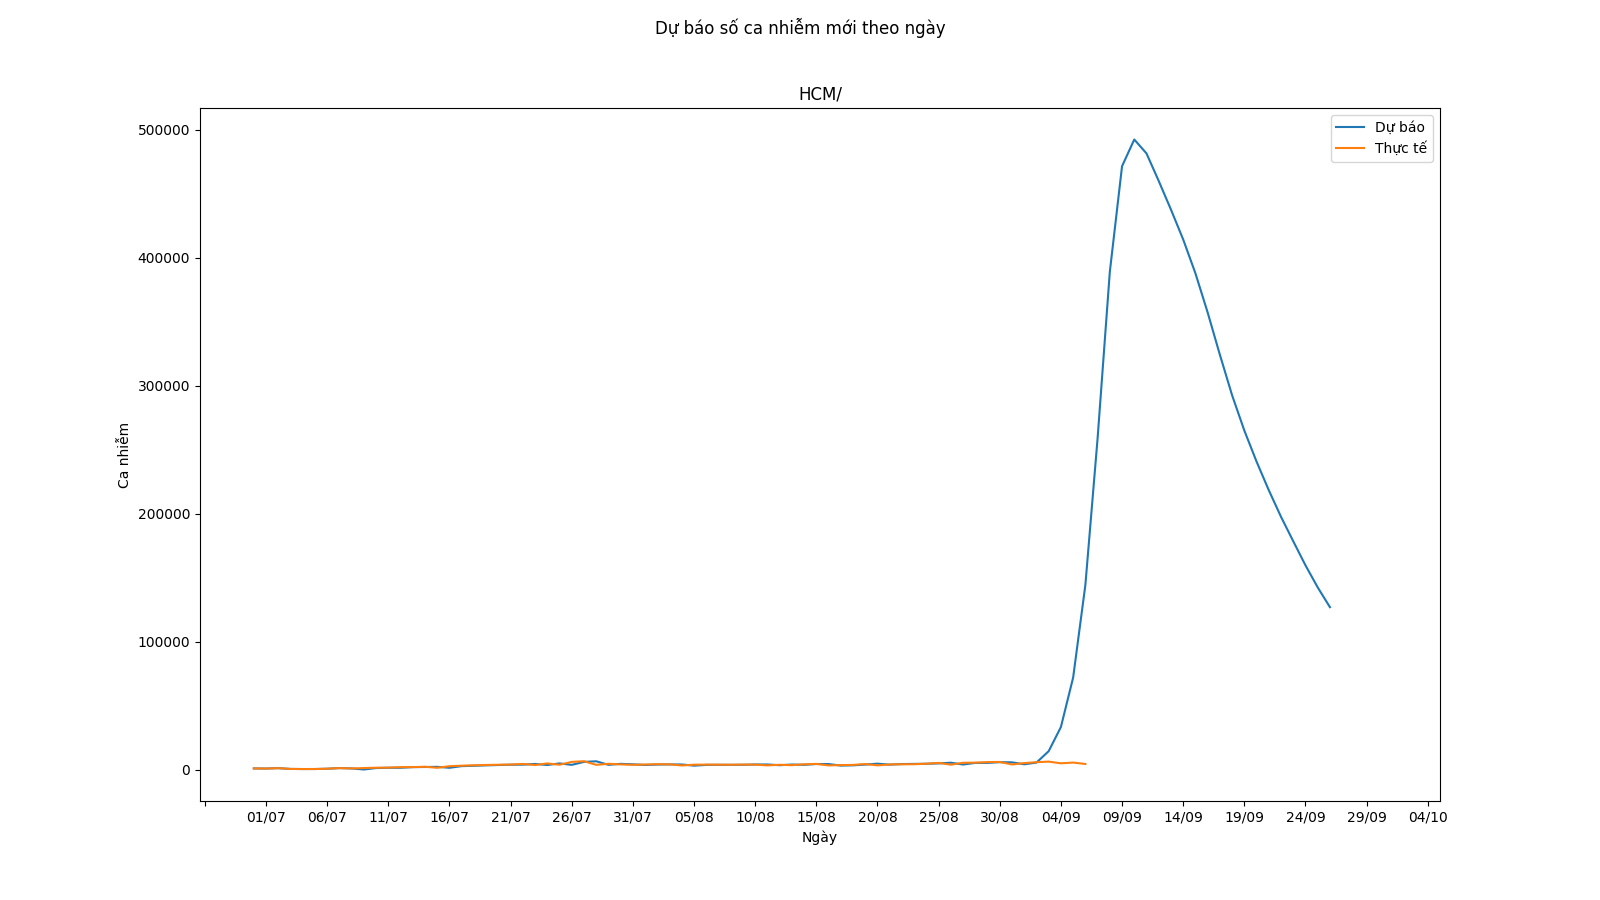 Dự báo số ca nhiễm mới theo ngày
HCM/
Dự báo
Thực tế
500000
400000
300000
200000
100000
0
Ca nhiễm
01/07 06/07 11/07 16/07 21/07 26/07 31/07 05/08 10/08 15/08 20/08 25/08 30/08 04/09 09/09 14/09 19/09 24/09 29/09 04/10
Ngày